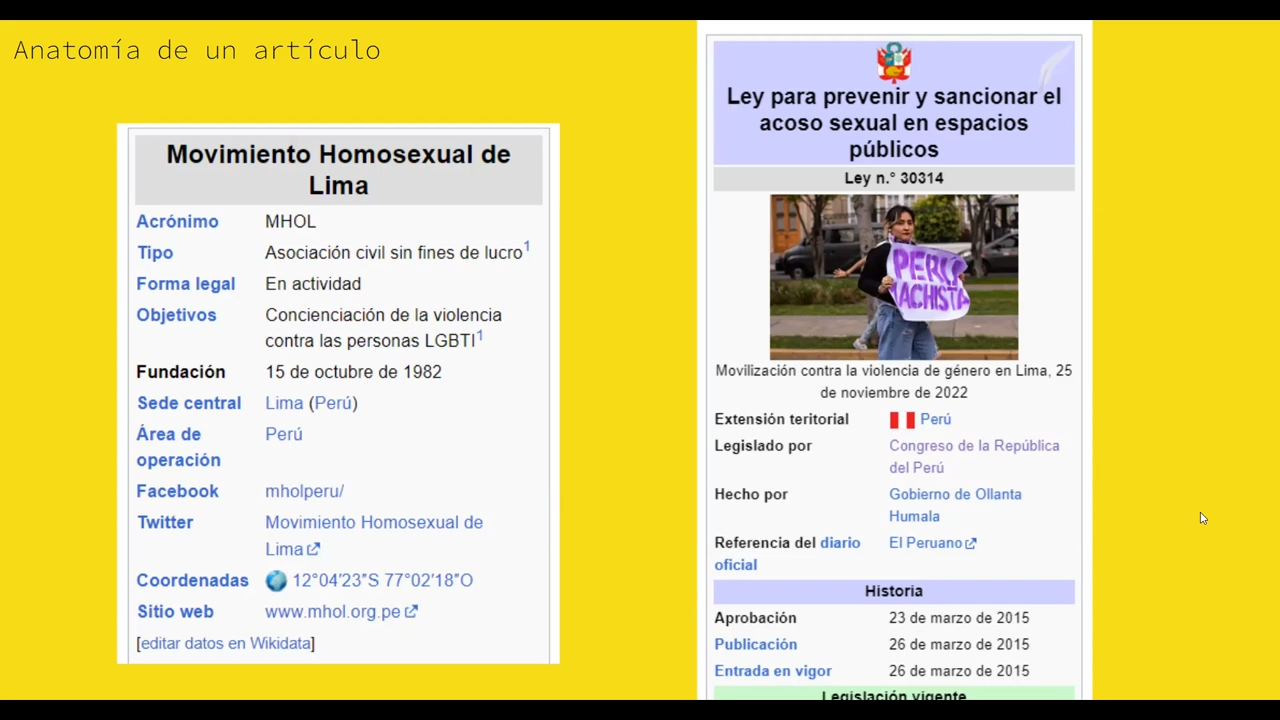 Anatomía de un artículo
Movimiento Homosexual de
Lima
Acrónimo MHOL
Tipo Asociación civil sin fines de lucro1
Forma legal En actividad
Objetivos Concienciación de la violencia
contra las personas LGBTI1
Fundación 15 de octubre de 1982
Sede central Lima (Perú)
Área de Perú
operación
Facebook mholperu/
Twitter Movimiento Homosexual de
Lima
Coordenadas 12°04′23″S 77°02′18″O
Sitio web www.mhol.org.pe
[editar datos en Wikidata]
Ley para prevenir y sancionar el
acoso sexual en espacios
públicos
Ley n.° 30314
PERÚ
MACHISTA
Movilización contra la violencia de género en Lima, 25
de noviembre de 2022
Extensión territorial Perú
Legislado por Congreso de la República
del Perú
Hecho por Gobierno de Ollanta
Humala
Referencia del diario El Peruano
oficial
Historia
Aprobación 23 de marzo de 2015
Publicación 26 de marzo de 2015
Entrada en vigor 26 de marzo de 2015
Legislación vigente